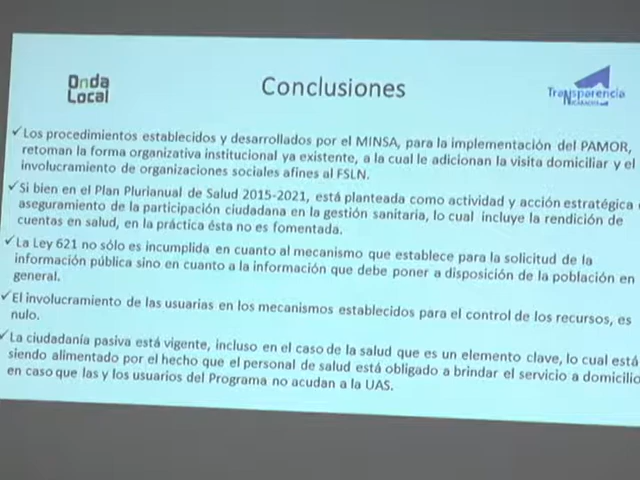 Onda
Local
Conclusiones
Transparencia
NICARAGUA
✓Los procedimientos establecidos y desarrollados por el MINSA, para la implementación del PAMOR,
retoman la forma organizativa institucional ya existente, a la cual le adicionan la visita domiciliar y el
involucramiento de organizaciones sociales afines al FSLN.
✓Si bien en el Plan Plurianual de Salud 2015-2021, está planteada como actividad y acción estratégica
aseguramiento de la participación ciudadana en la gestión sanitaria, lo cual incluye la rendición de
cuentas en salud, en la práctica ésta no es fomentada.
✓La Ley 621 no sólo es incumplida en cuanto al mecanismo que establece para la solicitud de la
información pública sino en cuanto a la información que debe poner a disposición de la población en
general.
✓El involucramiento de las usuarias en los mecanismos establecidos para el control de los recursos, es
nulo.
✓La ciudadanía pasiva está vigente, incluso en el caso de la salud que es un elemento clave, lo cual está
siendo alimentado por el hecho que el personal de salud está obligado a brindar el servicio a domicilio
en caso que las y los usuarios del Programa no acudan a la UAS.